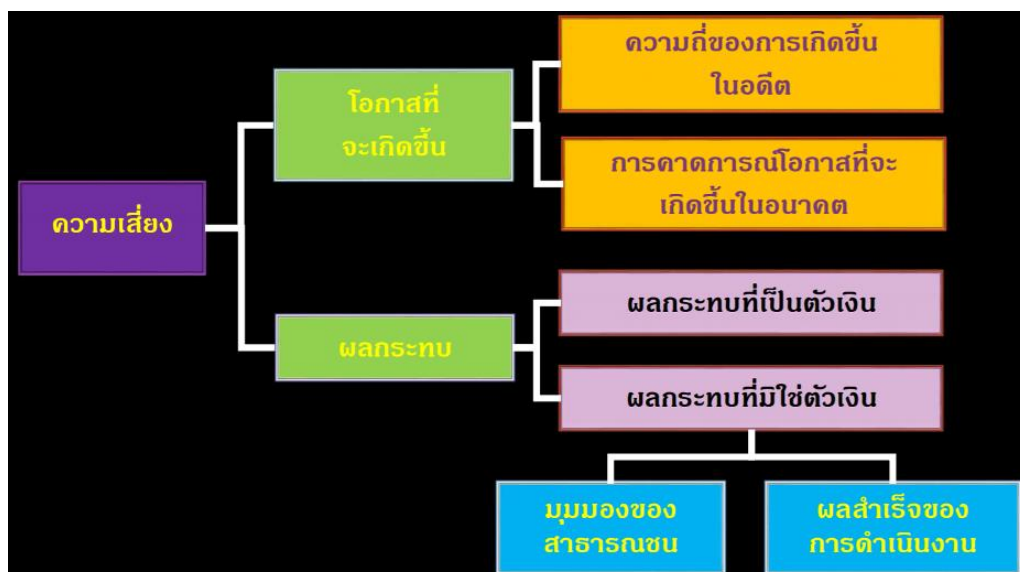 ความเสี่ยง
โอกาสที่
จะเกิดขึ้น
ความถี่ของการเกิดขึ้น
ในอดีต
การคาดการณ์โอกาสที่จะ
เกิดขึ้นในอนาคต
ผลกระทบ
ผลกระทบที่เป็นตัวเงิน
ผลกระทบที่มิใช่ตัวเงิน
มุมมองของ
สาธารณชน
ผลสำเร็จของ
การดำเนินงาน